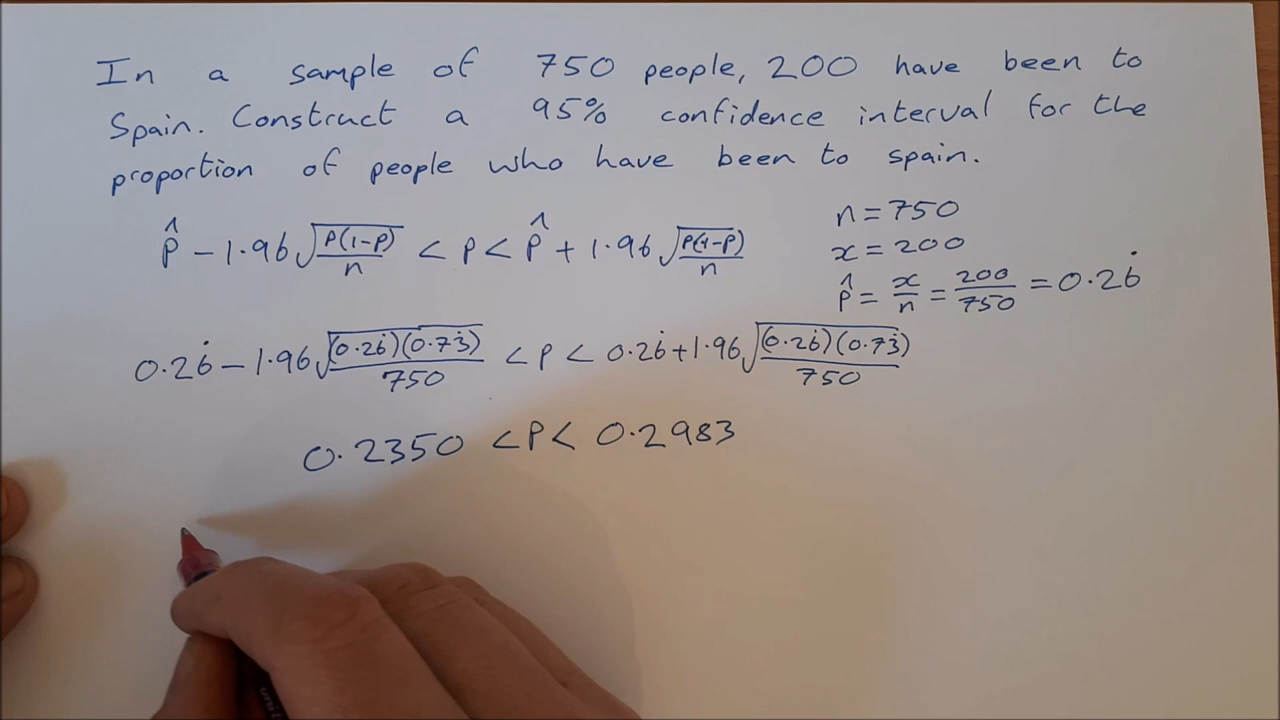 In a sample of 750 people, 200 have been to
Spain. Construct a 95% confidence interval for the
proportion of people who have been to spain.
p̂ - 1.96√(p(1-p)/n) < p < p̂ + 1.96√(p(1-p)/n)
n = 750
x = 200
p̂ = x/n = 200/750 = 0.26̇
0.26̇ - 1.96√((0.26̇)(0.73̇)/750) < p < 0.26̇ + 1.96√((0.26̇)(0.73̇)/750)
0.2350 < p < 0.2983